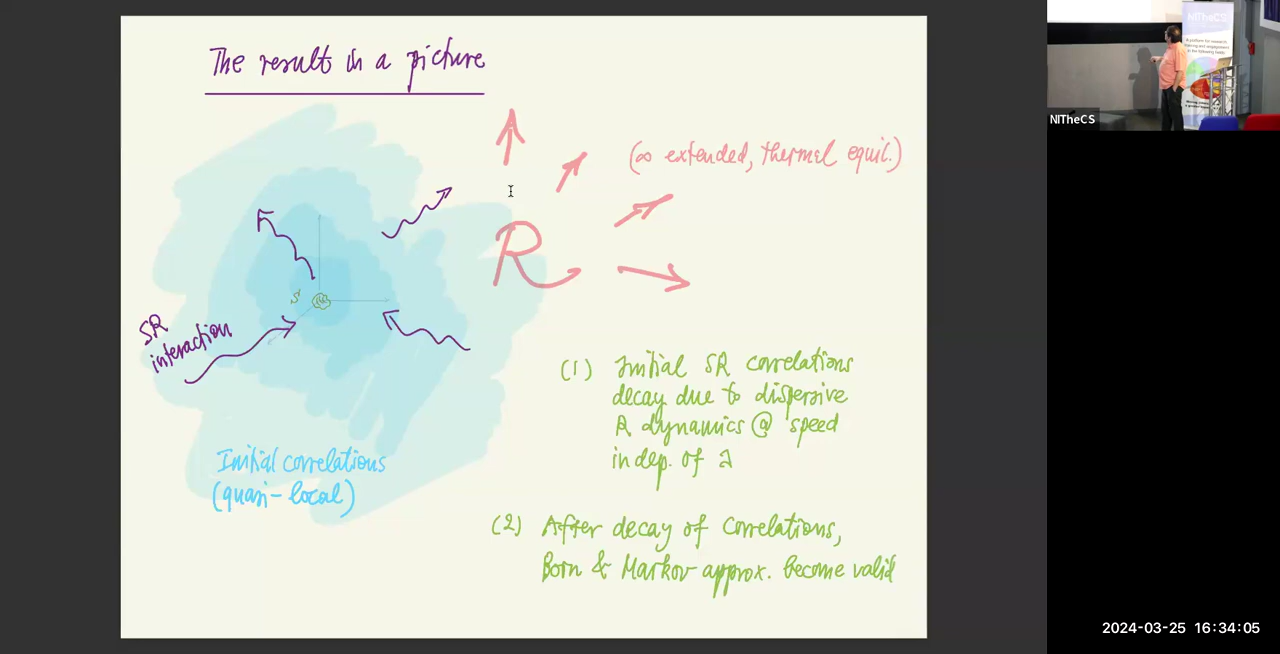 The result in a picture
(∞ extended, thermal equil.)
R
S
SR
interaction
Initial correlations
(quasi-local)
(1) Initial SR correlations
decay due to dispersive
R dynamics @ speed
indep. of λ
(2) After decay of correlations,
Born & Markov approx. become valid
NITheCS
NITheCS
2024-03-25 16:34:05